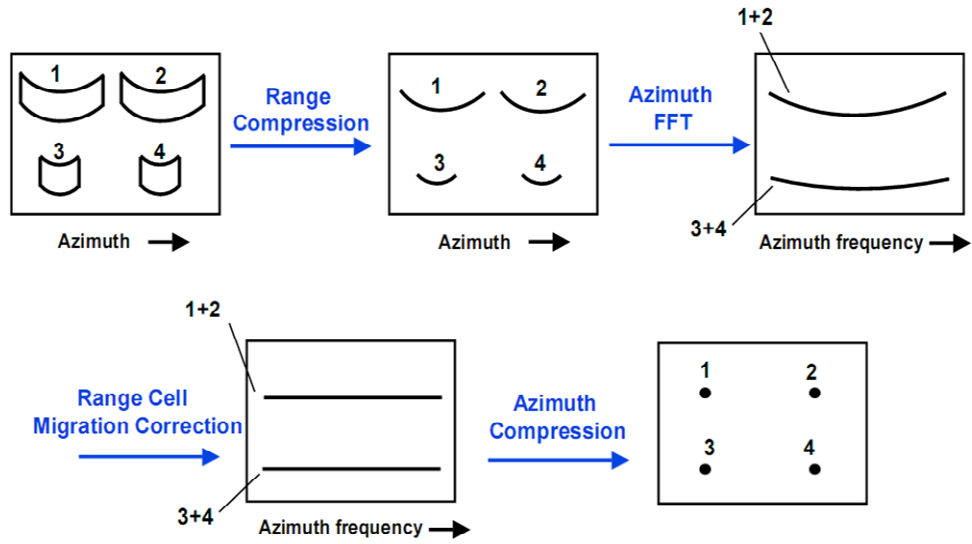 1 2
3 4
Azimuth
Range
Compression
1 2
3 4
Azimuth
Azimuth
FFT
1+2
3+4
Azimuth frequency
Range Cell
Migration Correction
1+2
3+4
Azimuth frequency
Azimuth
Compression
1 2
3 4